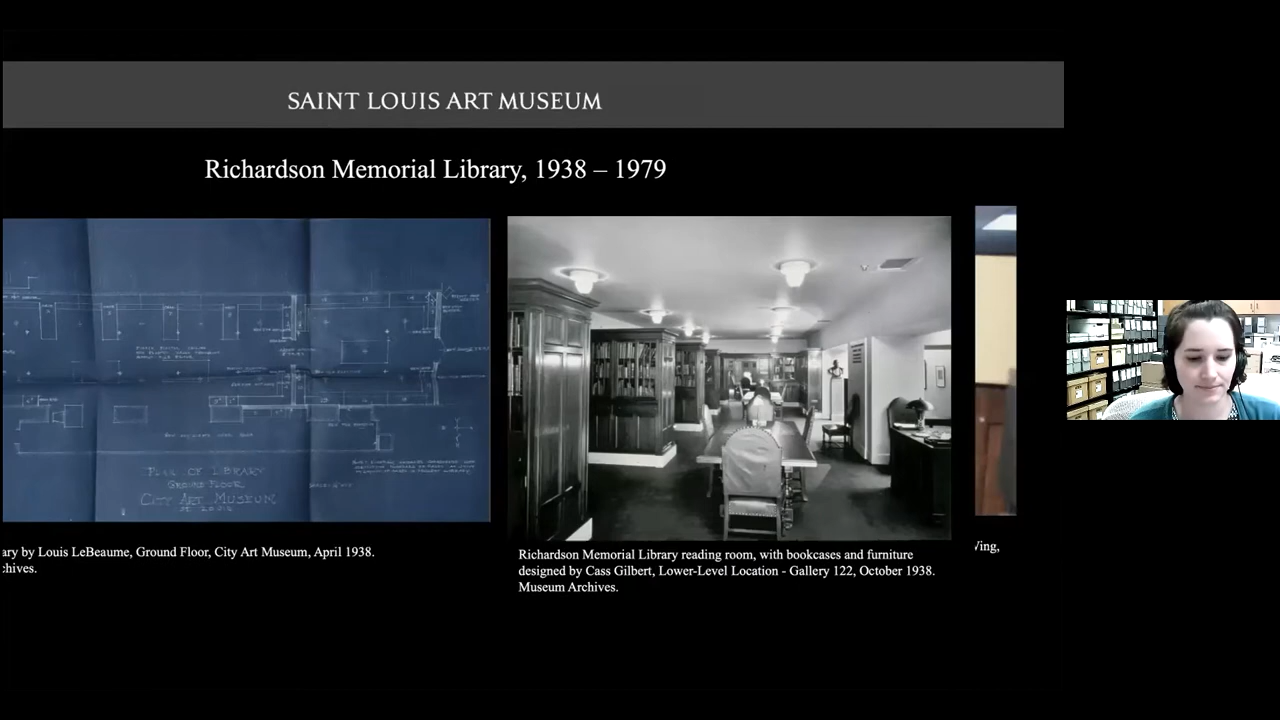 SAINT LOUIS ART MUSEUM
Richardson Memorial Library, 1938 – 1979
PLAN OF LIBRARY
GROUND FLOOR
CITY ART MUSEUM
ary by Louis LeBeaume, Ground Floor, City Art Museum, April 1938.
chives.
Richardson Memorial Library reading room, with bookcases and furniture
designed by Cass Gilbert, Lower-Level Location - Gallery 122, October 1938.
Museum Archives.
Ving,